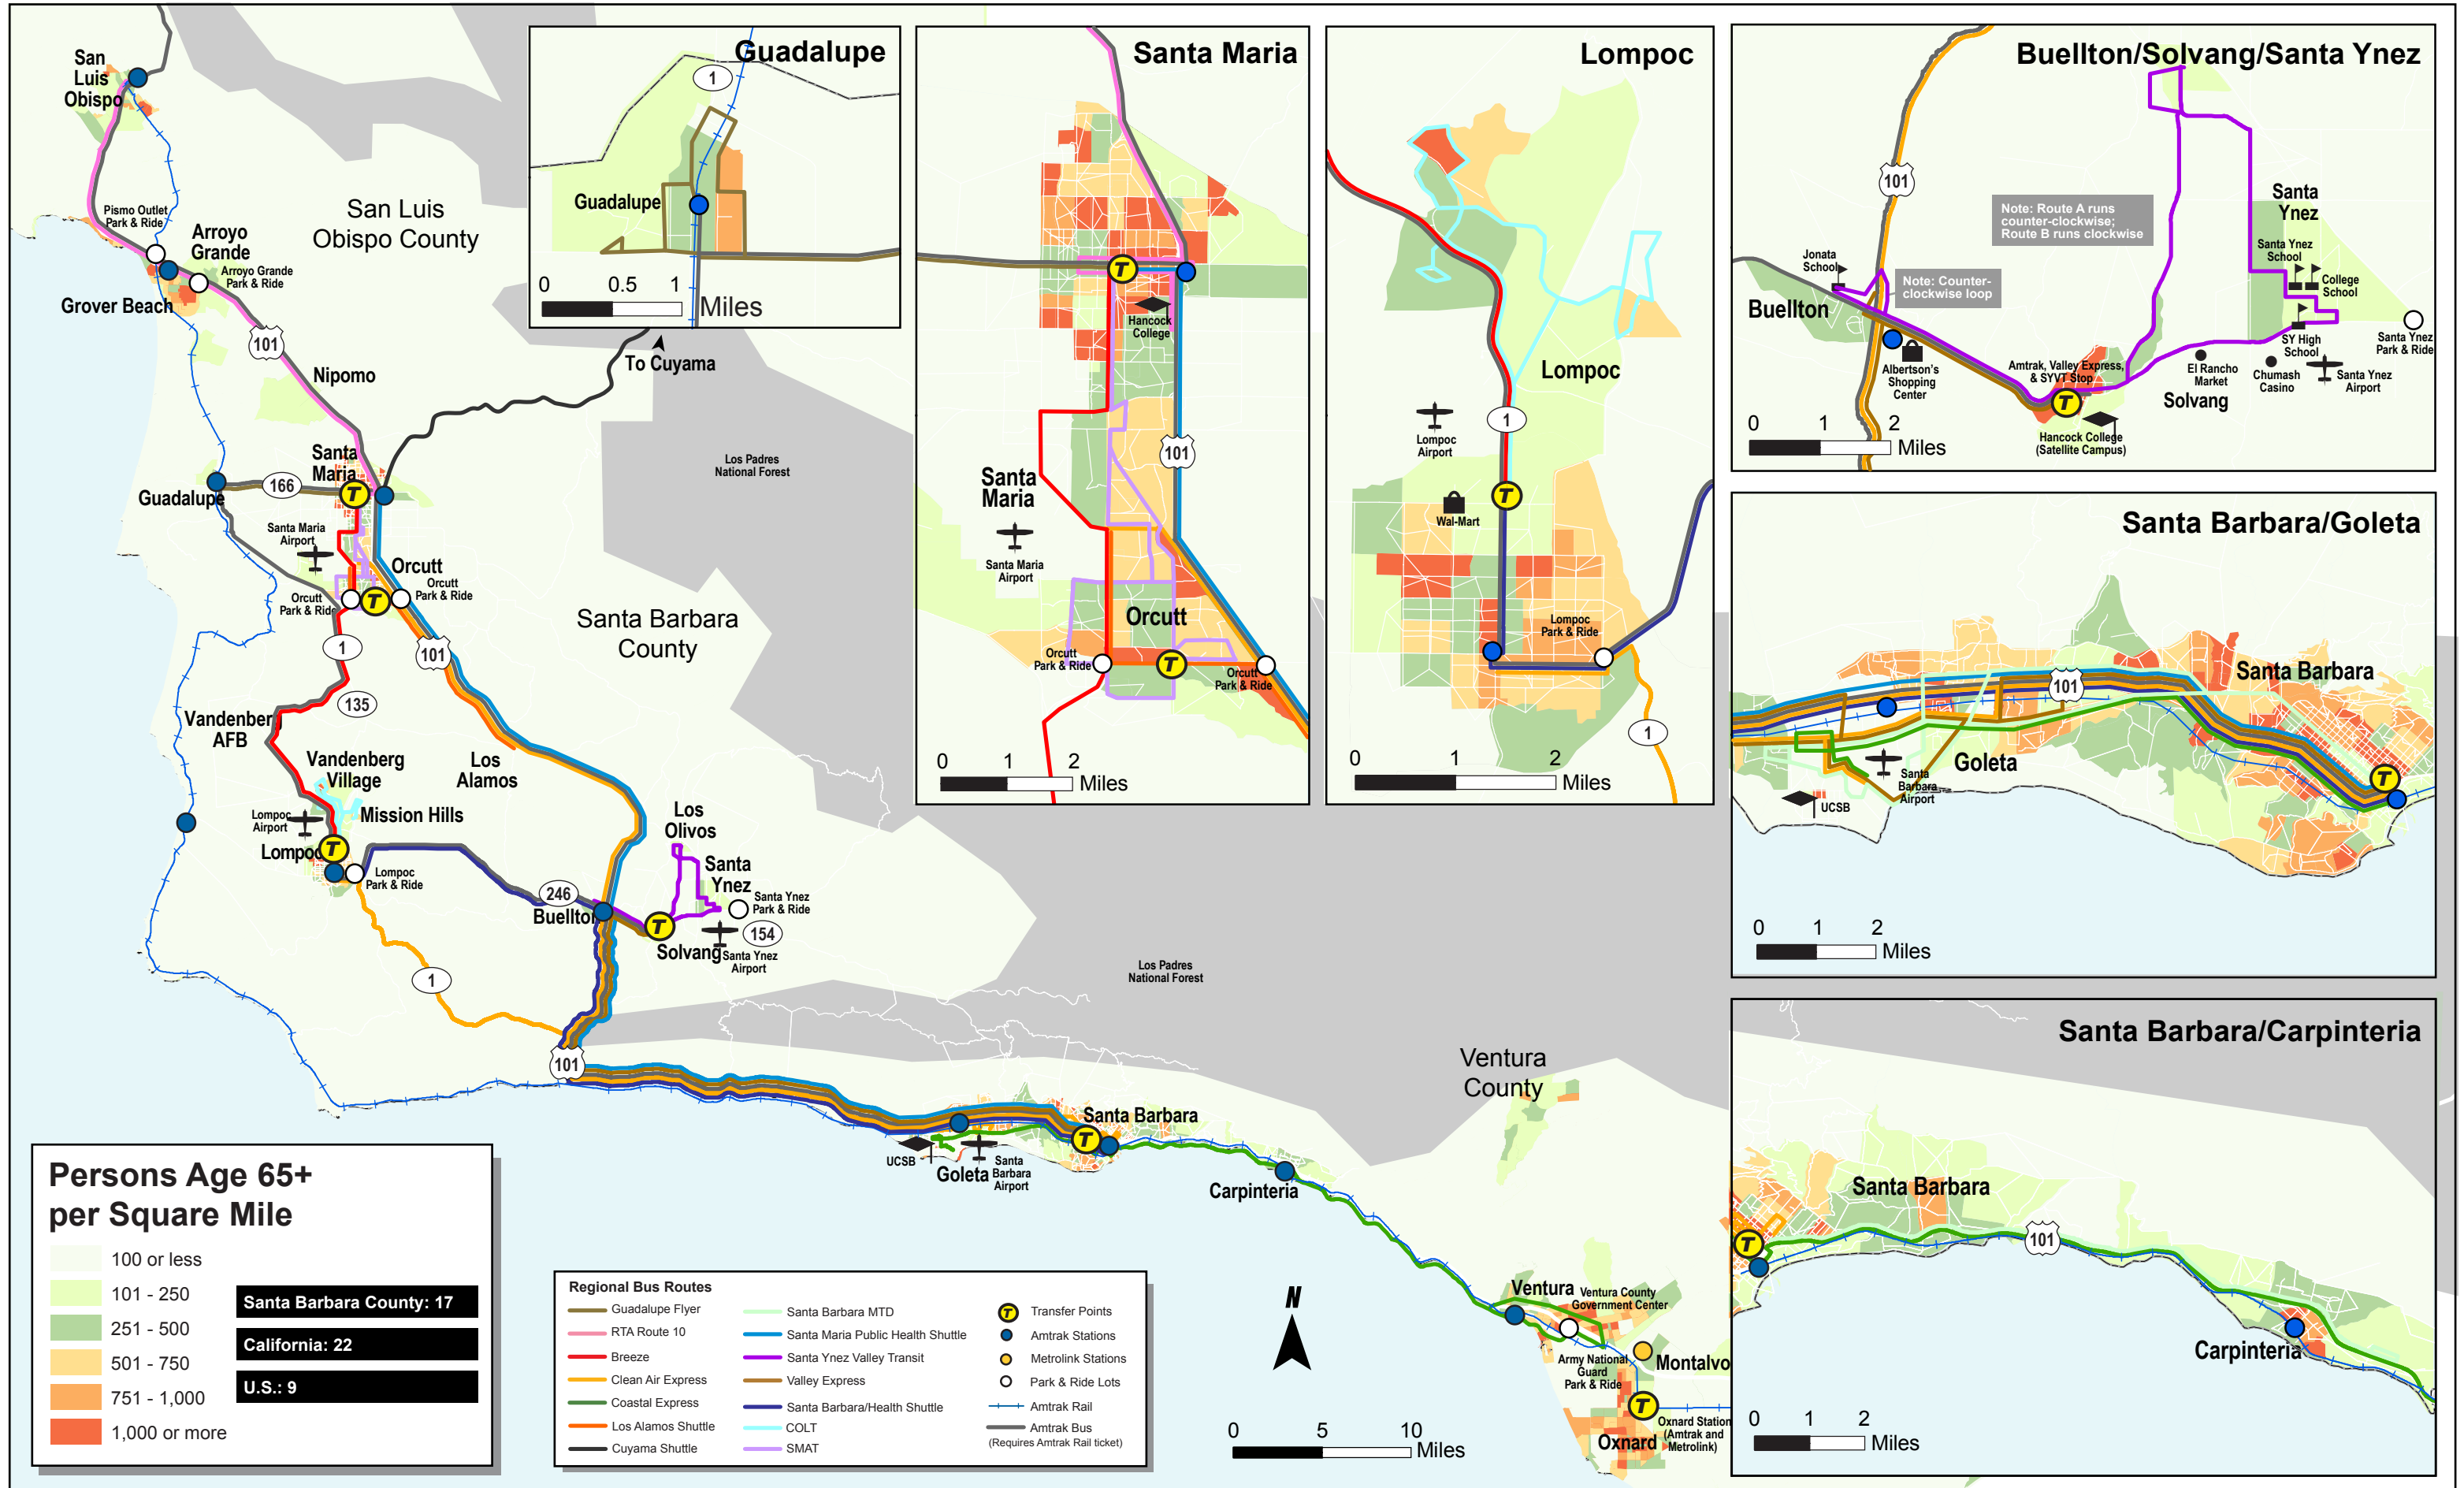 San
Luis
Obispo
Pismo Outlet
Park & Ride
Arroyo
Grande
Arroyo Grande
Park & Ride
Grover Beach
San Luis
Obispo County
101
Nipomo
To Cuyama
Santa
Maria
T
166
Guadalupe
Santa Maria
Airport
Orcutt
Orcutt
Park & Ride
Orcutt
Park & Ride
T
1
101
135
Los Padres
National Forest
Santa Barbara
County
Vandenberg
AFB
Vandenberg
Village
Los
Alamos
Mission Hills
Lompoc
Airport
Lompoc
T
Lompoc
Park & Ride
Los
Olivos
Santa
Ynez
Santa Ynez
Park & Ride
246
Buellton
T
154
Solvang
Santa Ynez
Airport
1
101
Los Padres
National Forest
Ventura
County
Santa Barbara
T
UCSB
Goleta
Santa
Barbara
Airport
Carpinteria
Ventura
Ventura County
Government Center
Army National
Guard
Park & Ride
Montalvo
T
Oxnard
Oxnard Station
(Amtrak and
Metrolink)
N
0 5 10
Miles
Guadalupe
1
Guadalupe
0 0.5 1
Miles
Santa Maria
T
Hancock
College
101
Santa
Maria
Santa Maria
Airport
Orcutt
Orcutt
Park & Ride
T
Orcutt
Park & Ride
0 1 2
Miles
Lompoc
Lompoc
1
Lompoc
Airport
T
Wal-Mart
Lompoc
Park & Ride
1
0 1 2
Miles
Buellton/Solvang/Santa Ynez
101
Note: Route A runs
counter-clockwise;
Route B runs clockwise
Santa
Ynez
Santa Ynez
School
College
School
Jonata
School
Note: Counter-
clockwise loop
Buellton
SY High
School
Santa Ynez
Park & Ride
Albertson's
Shopping
Center
Amtrak, Valley Express,
& SYVT Stop
El Rancho
Market
Chumash
Casino
Santa Ynez
Airport
T
Solvang
Hancock College
(Satellite Campus)
0 1 2
Miles
Santa Barbara/Goleta
Santa Barbara
101
Goleta
Santa
Barbara
Airport
UCSB
T
0 1 2
Miles
Santa Barbara/Carpinteria
Santa Barbara
T
101
Carpinteria
0 1 2
Miles
Persons Age 65+
per Square Mile
100 or less
101 - 250
251 - 500
501 - 750
751 - 1,000
1,000 or more
Santa Barbara County: 17
California: 22
U.S.: 9
Regional Bus Routes
Guadalupe Flyer
RTA Route 10
Breeze
Clean Air Express
Coastal Express
Los Alamos Shuttle
Cuyama Shuttle
Santa Barbara MTD
Santa Maria Public Health Shuttle
Santa Ynez Valley Transit
Valley Express
Santa Barbara/Health Shuttle
COLT
SMAT
T Transfer Points
Amtrak Stations
Metrolink Stations
Park & Ride Lots
Amtrak Rail
Amtrak Bus
(Requires Amtrak Rail ticket)